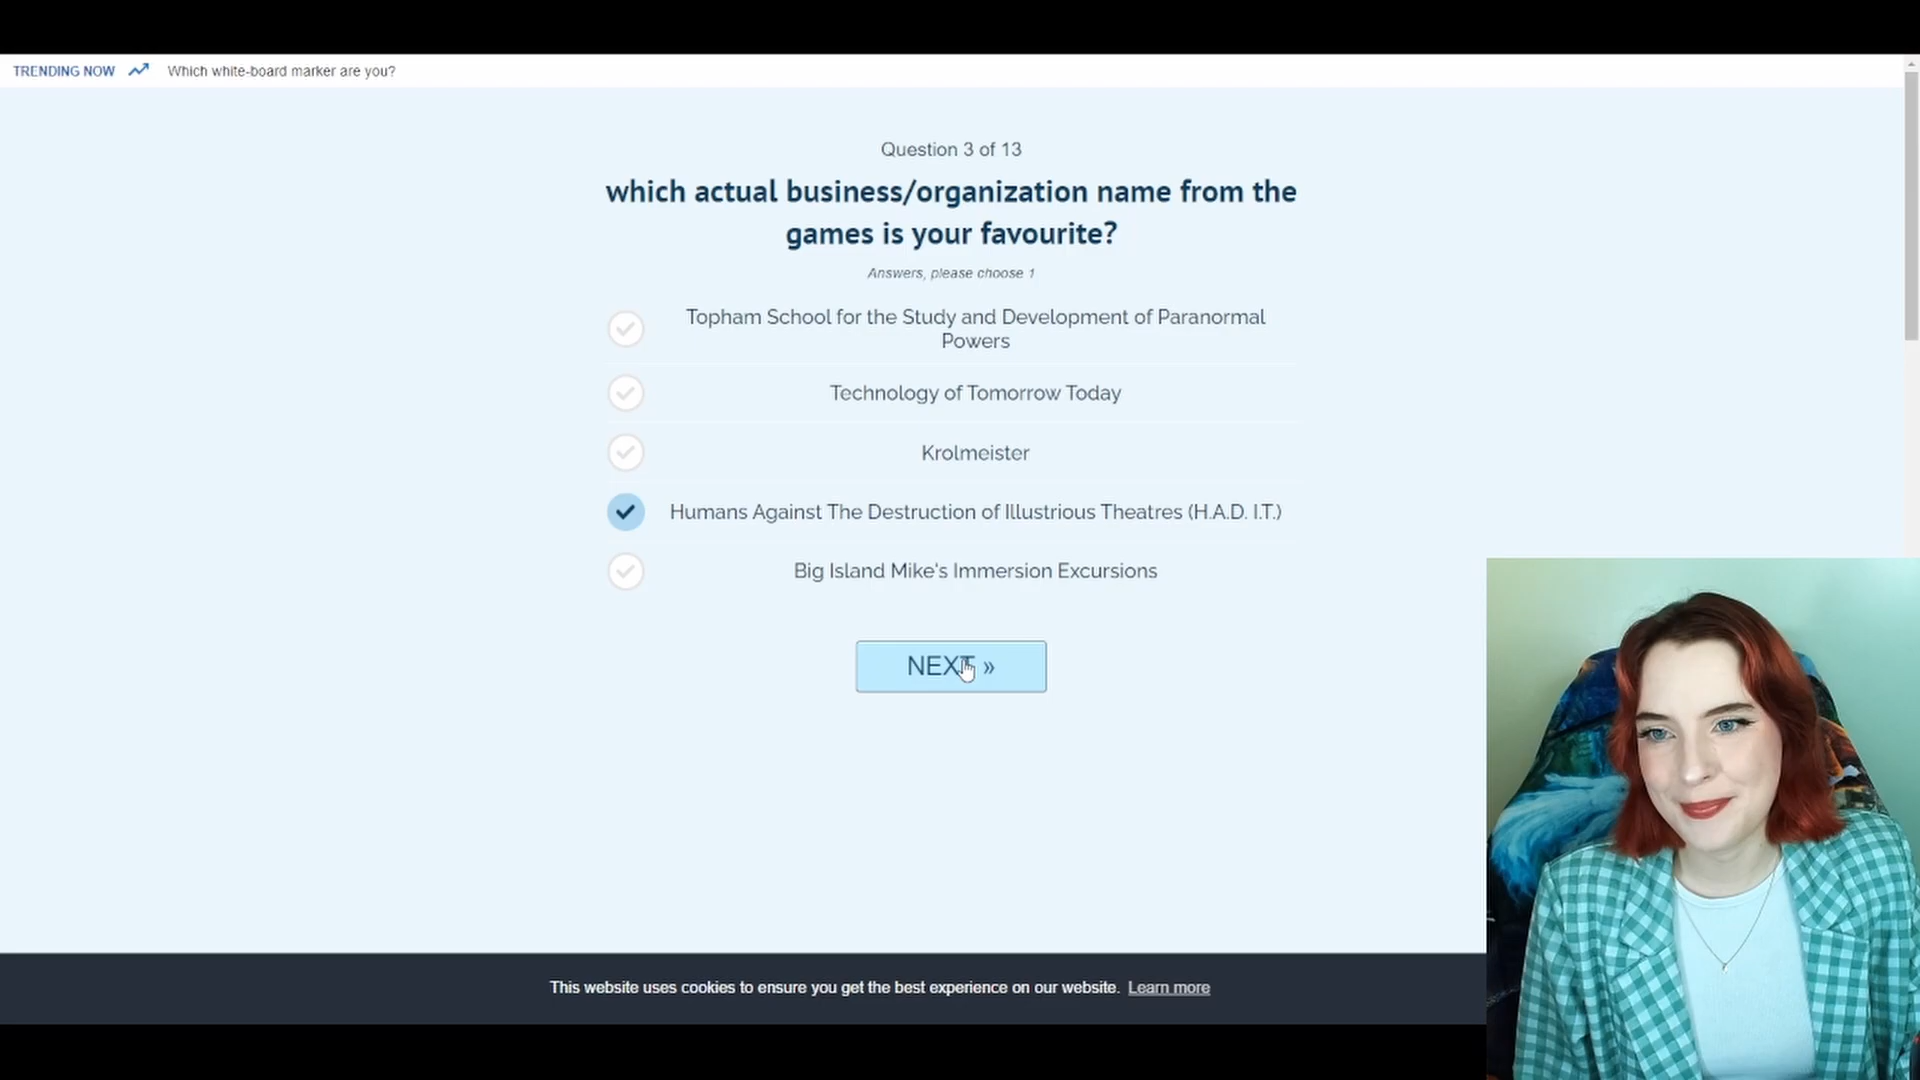 TRENDING NOW Which white-board marker are you?
Question 3 of 13
which actual business/organization name from the
games is your favourite?
Answers, please choose 1
Topham School for the Study and Development of Paranormal
Powers
Technology of Tomorrow Today
Krolmeister
Humans Against The Destruction of Illustrious Theatres (H.A.D. I.T.)
Big Island Mike's Immersion Excursions
NEXT »
This website uses cookies to ensure you get the best experience on our website. Learn more